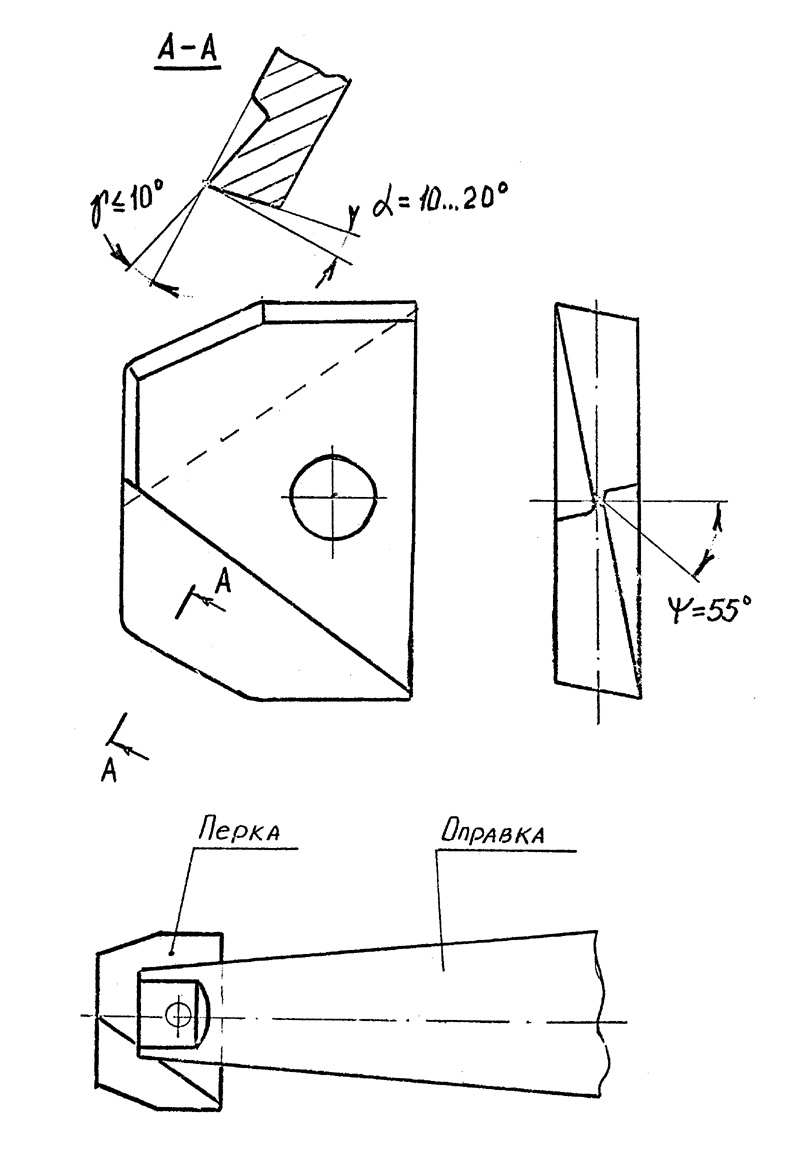 А-А
γ≤10°
α=10...20°
А
Ψ=55°
А
Перка
Оправка